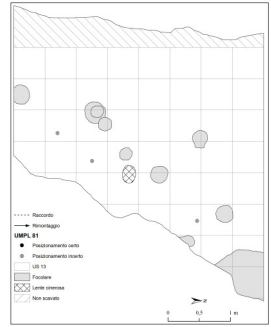 Raccordo
Rimontaggio
UMPL 81
Posizionamento certo
Posizionamento incerto
US 13
Focolare
Lente cinerosa
Non scavato
z
0 0,5 1 m